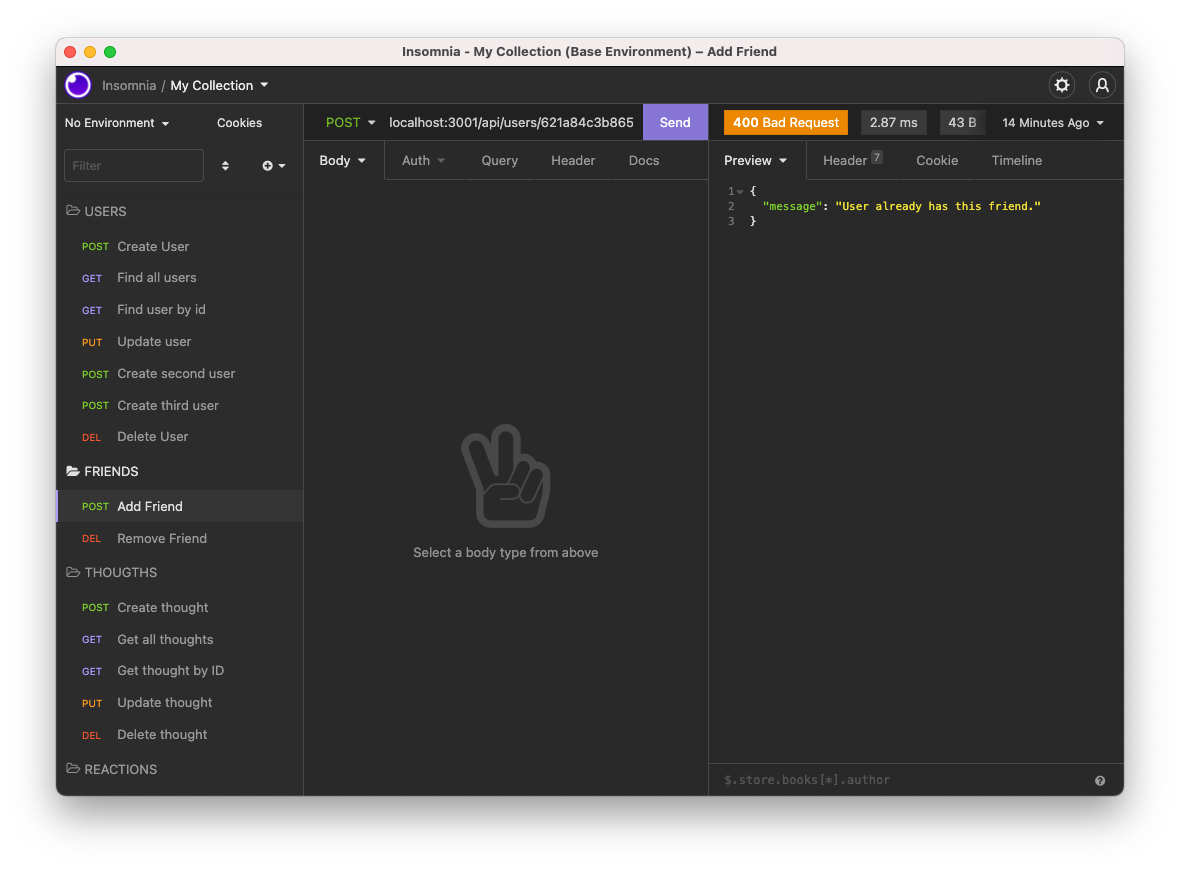 Insomnia - My Collection (Base Environment) – Add Friend
Insomnia / My Collection
No Environment
Cookies
Filter
USERS
POST Create User
GET Find all users
GET Find user by id
PUT Update user
POST Create second user
POST Create third user
DEL Delete User
FRIENDS
POST Add Friend
DEL Remove Friend
THOUGTHS
POST Create thought
GET Get all thoughts
GET Get thought by ID
PUT Update thought
DEL Delete thought
REACTIONS
POST localhost:3001/api/users/621a84c3b865 Send
Body Auth Query Header Docs
Select a body type from above
400 Bad Request 2.87 ms 43 B 14 Minutes Ago
Preview Header 7 Cookie Timeline
1 {
2 "message": "User already has this friend."
3 }
$.store.books[*].author